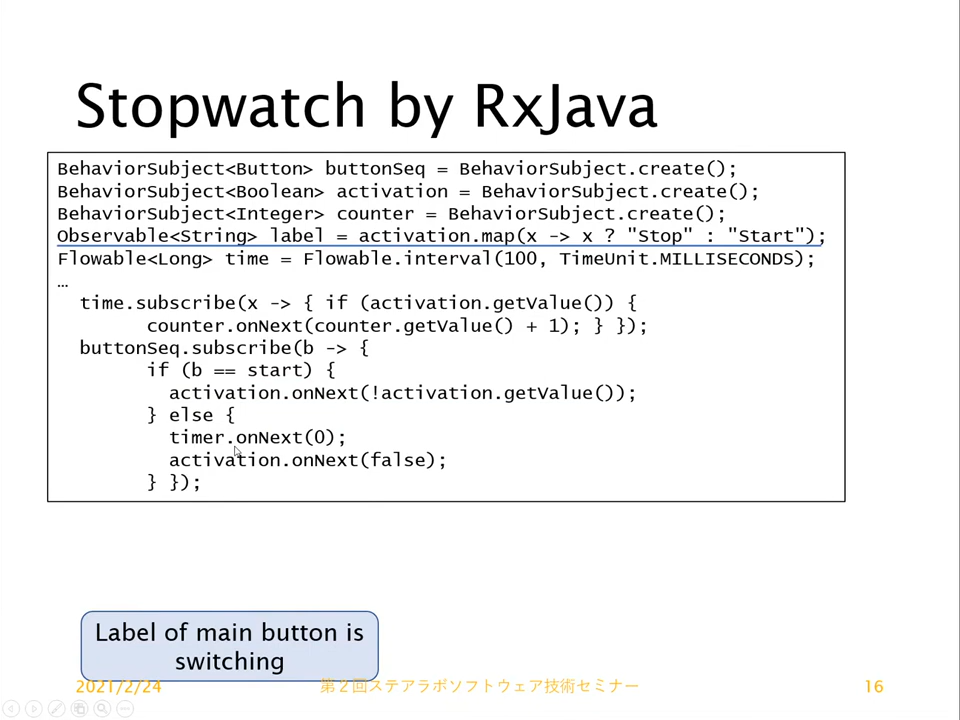 Stopwatch by RxJava
BehaviorSubject<Button> buttonSeq = BehaviorSubject.create();
BehaviorSubject<Boolean> activation = BehaviorSubject.create();
BehaviorSubject<Integer> counter = BehaviorSubject.create();
Observable<String> label = activation.map(x -> x ? "Stop" : "Start");
Flowable<Long> time = Flowable.interval(100, TimeUnit.MILLISECONDS);
…
time.subscribe(x -> { if (activation.getValue()) {
counter.onNext(counter.getValue() + 1); } });
buttonSeq.subscribe(b -> {
if (b == start) {
activation.onNext(!activation.getValue());
} else {
timer.onNext(0);
activation.onNext(false);
} });
Label of main button is
switching
2021/2/24
第２回ステアラボソフトウェア技術セミナー
16